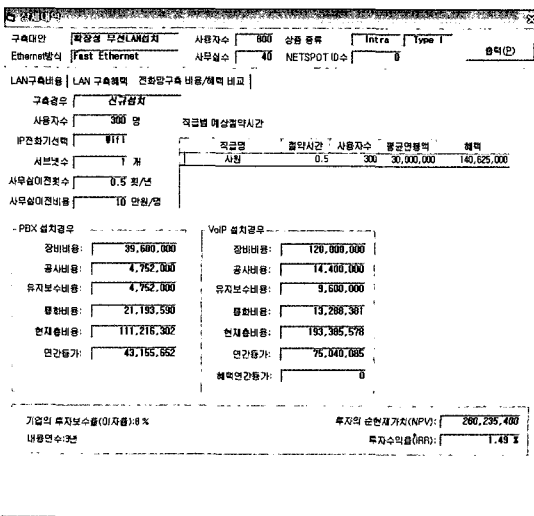 구축대안 확장성 무선LAN설치 사용자수 800 상품 종류 Intra Type I
Ethernet방식 Fast Ethernet 사무실수 40 NETSPOT ID수 0 출력(P)
LAN구축비용 LAN 구축혜택 전화망구축 비용/혜택 비교
구축경우 신규설치
사용자수 300 명 직급별 예상절약시간
IP전화기선택 Wifi 직급명 절약시간 사용자수 평균연봉액 혜택
서브넷수 1 개 사원 0.5 300 30,000,000 140,625,000
사무실이전횟수 0.5 회/년
사무실이전비용 10 만원/명
PBX 설치경우 VoIP 설치경우
장비비용: 39,600,000 장비비용: 120,000,000
공사비용: 4,752,000 공사비용: 14,400,000
유지보수비용: 4,752,000 유지보수비용: 9,600,000
통화비용: 21,193,590 통화비용: 13,288,381
현재총비용: 111,216,302 현재총비용: 193,385,578
연간등가: 43,155,652 연간등가: 75,040,085
혜택연간등가: 0
기업의 투자보수율(이자율):8 % 투자의 순현재가치(NPV): 260,235,400
내용연수:3년 투자수익율(IRR): 1.49 %